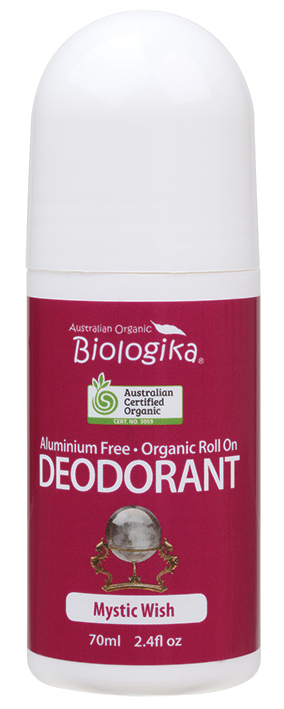 Australian Organic
Biologika®
Australian
Certified
Organic
CERT. NO. 3059
Aluminium Free • Organic Roll On
DEODORANT
Mystic Wish
70ml 2.4fl oz